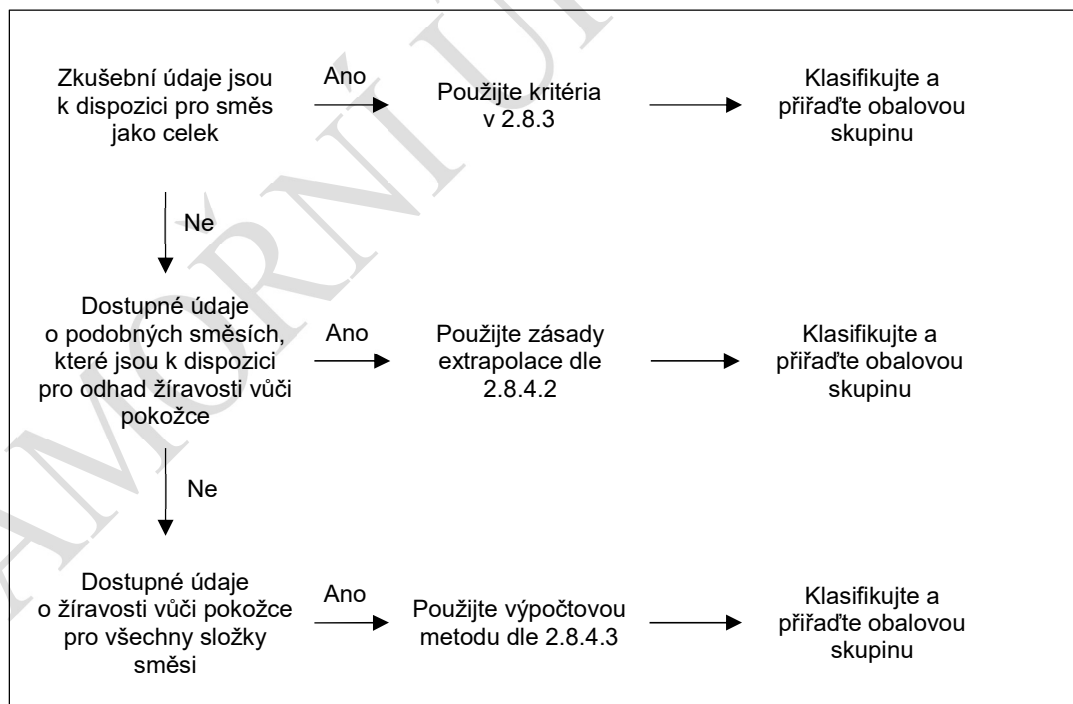 Zkušební údaje jsou
k dispozici pro směs
jako celek
Ano
Použijte kritéria
v 2.8.3
Klasifikujte a
přiřaďte obalovou
skupinu
Ne
Dostupné údaje
o podobných směsích,
které jsou k dispozici
pro odhad žíravosti vůči
pokožce
Ano
Použijte zásady
extrapolace dle
2.8.4.2
Klasifikujte a
přiřaďte obalovou
skupinu
Ne
Dostupné údaje
o žíravosti vůči pokožce
pro všechny složky
směsi
Ano
Použijte výpočtovou
metodu dle 2.8.4.3
Klasifikujte a
přiřaďte obalovou
skupinu